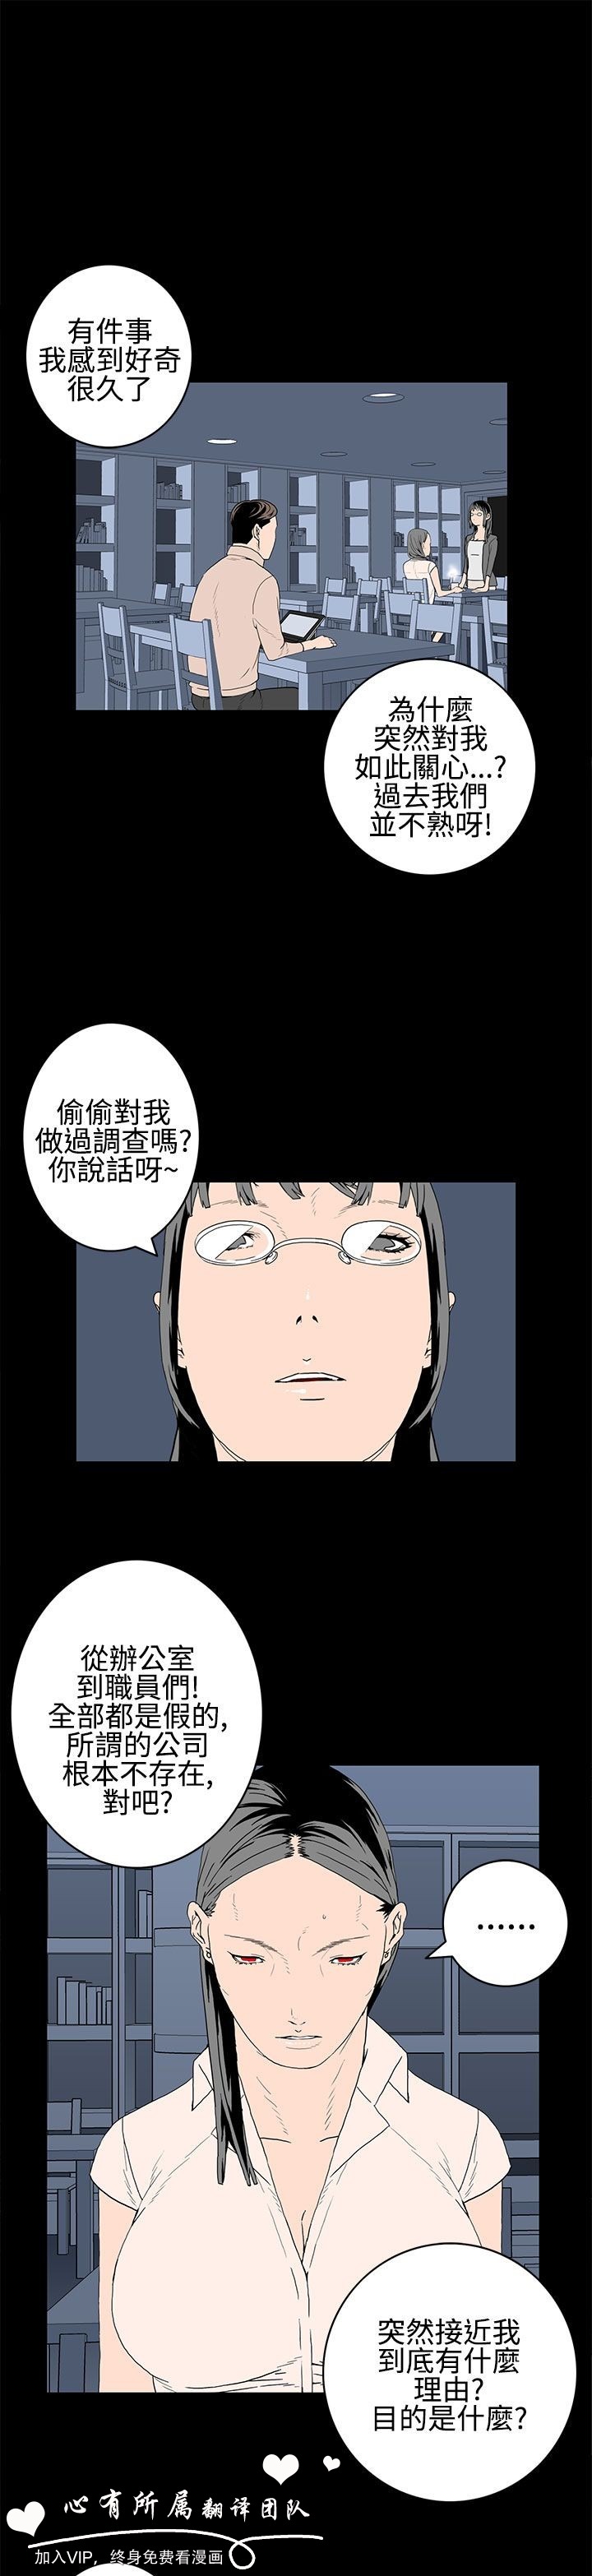 有件事
我感到好奇
很久了
為什麼
突然對我
如此關心...?
過去我們
並不熟呀!
偷偷對我
做過調查嗎?
你說話呀~
從辦公室
到職員們!
全部都是假的,
所謂的公司
根本不存在,
對吧?
......
突然接近我
到底有什麼
理由?
目的是什麼?
心有所属翻译团队
加入VIP，终身免费看漫画